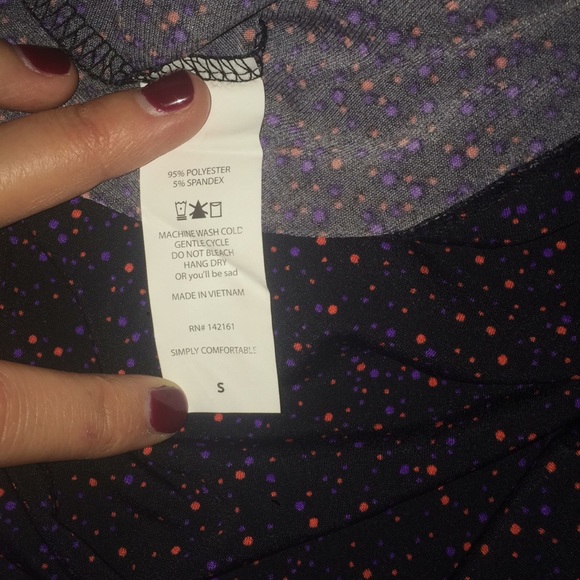 95% POLYESTER
5% SPANDEX
MACHINE WASH COLD
GENTLE CYCLE
DO NOT BLEACH
HANG DRY
OR you'll be sad
MADE IN VIETNAM
RN# 142161
SIMPLY COMFORTABLE
S